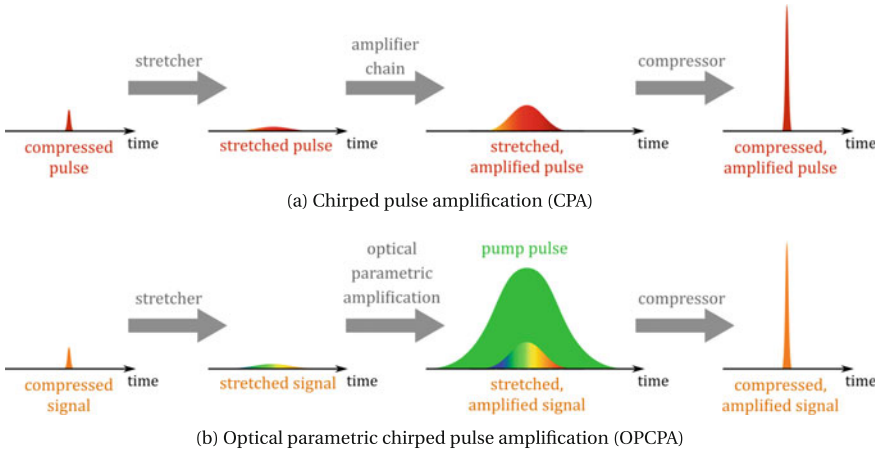 stretcher
amplifier
chain
compressor
time
time
time
time
compressed
pulse
stretched pulse
stretched,
amplified pulse
compressed,
amplified pulse
(a) Chirped pulse amplification (CPA)
stretcher
optical
parametric
amplification
pump pulse
compressor
time
time
time
time
compressed
signal
stretched signal
stretched,
amplified signal
compressed,
amplified signal
(b) Optical parametric chirped pulse amplification (OPCPA)